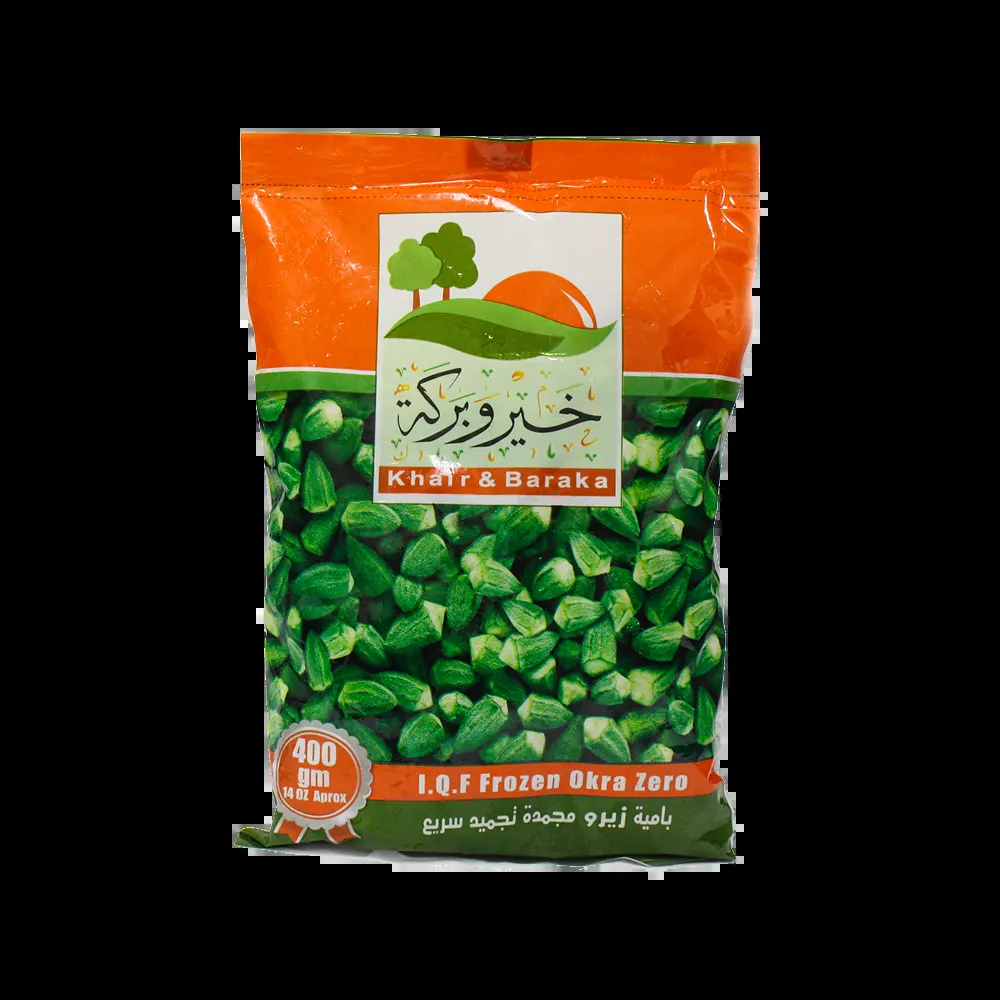 خير وبركة
Khair & Baraka
400
gm
14 OZ Aprox
I.Q.F Frozen Okra Zero
بامية زيرو مجمدة تجميد سريع